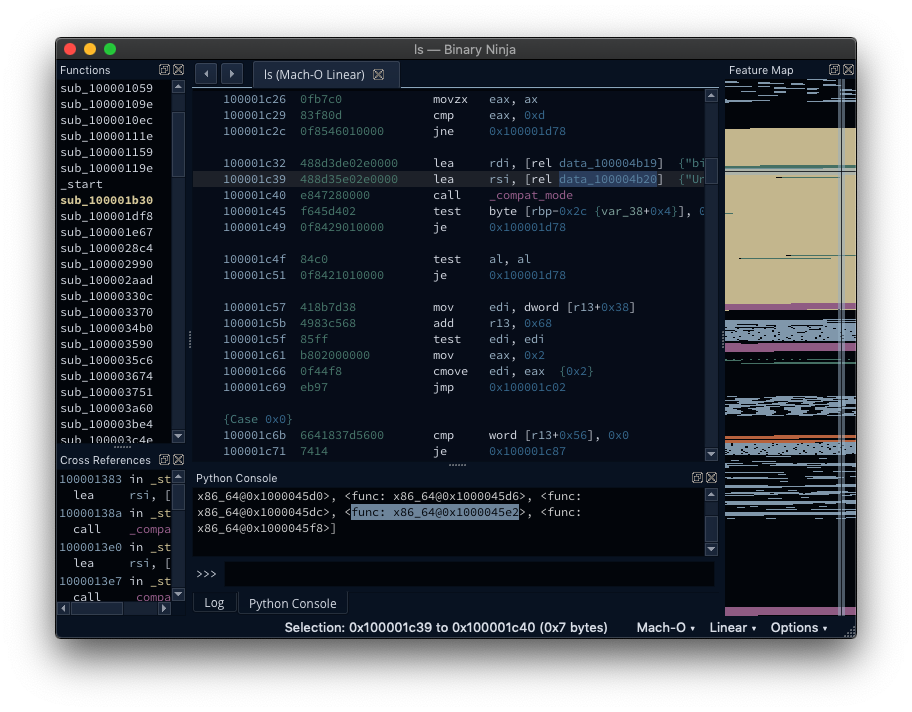 ls — Binary Ninja
Functions
sub_100001059
sub_10000109e
sub_1000010ec
sub_10000111e
sub_100001159
sub_10000119e
_start
sub_100001b30
sub_100001df8
sub_100001e67
sub_1000028c4
sub_100002990
sub_100002aad
sub_10000330c
sub_100003370
sub_1000034b0
sub_100003590
sub_1000035c6
sub_100003674
sub_100003751
sub_100003a60
sub_100003be4
sub_100003c4e
Cross References
100001383 in _st
lea rsi, [
10000138a in _st
call _compa
1000013e0 in _st
lea rsi, [
1000013e7 in _st
call _compa
ls (Mach-O Linear)
100001c26 0fb7c0 movzx eax, ax
100001c29 83f80d cmp eax, 0xd
100001c2c 0f8546010000 jne 0x100001d78
100001c32 488d3de02e0000 lea rdi, [rel data_100004b19] {"bi
100001c39 488d35e02e0000 lea rsi, [rel data_100004b20] {"Un
100001c40 e847280000 call _compat_mode
100001c45 f645d402 test byte [rbp-0x2c {var_38+0x4}], 0
100001c49 0f8429010000 je 0x100001d78
100001c4f 84c0 test al, al
100001c51 0f8421010000 je 0x100001d78
100001c57 418b7d38 mov edi, dword [r13+0x38]
100001c5b 4983c568 add r13, 0x68
100001c5f 85ff test edi, edi
100001c61 b802000000 mov eax, 0x2
100001c66 0f44f8 cmove edi, eax {0x2}
100001c69 eb97 jmp 0x100001c02
{Case 0x0}
100001c6b 6641837d5600 cmp word [r13+0x56], 0x0
100001c71 7414 je 0x100001c87
Python Console
x86_64@0x1000045d0>, <func: x86_64@0x1000045d6>, <func:
x86_64@0x1000045dc>, <func: x86_64@0x1000045e2>, <func:
x86_64@0x1000045f8>]
>>>
Log Python Console
Feature Map
Selection: 0x100001c39 to 0x100001c40 (0x7 bytes) Mach-O Linear Options